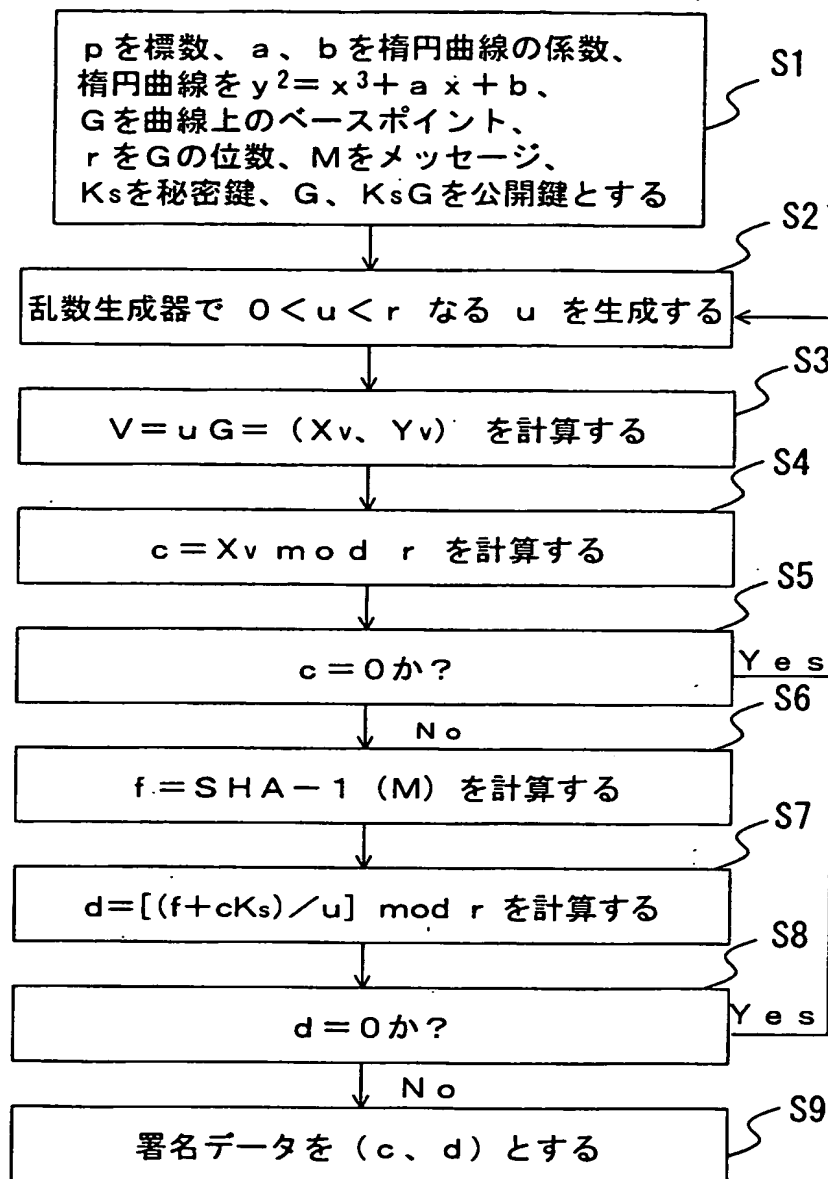 pを標数、a、bを楕円曲線の係数、
楕円曲線をy²=x³+ax+b、
Gを曲線上のベースポイント、
rをGの位数、Mをメッセージ、
Ksを秘密鍵、G、KsGを公開鍵とする
S1
S2
乱数生成器で 0<u<r なる u を生成する
S3
V=uG=(Xv、Yv) を計算する
S4
c=Xv mod r を計算する
S5
c=0か?
Yes
No
S6
f=SHA-1(M)を計算する
S7
d=[(f+cKs)/u] mod r を計算する
S8
d=0か?
Yes
No
S9
署名データを(c、d)とする